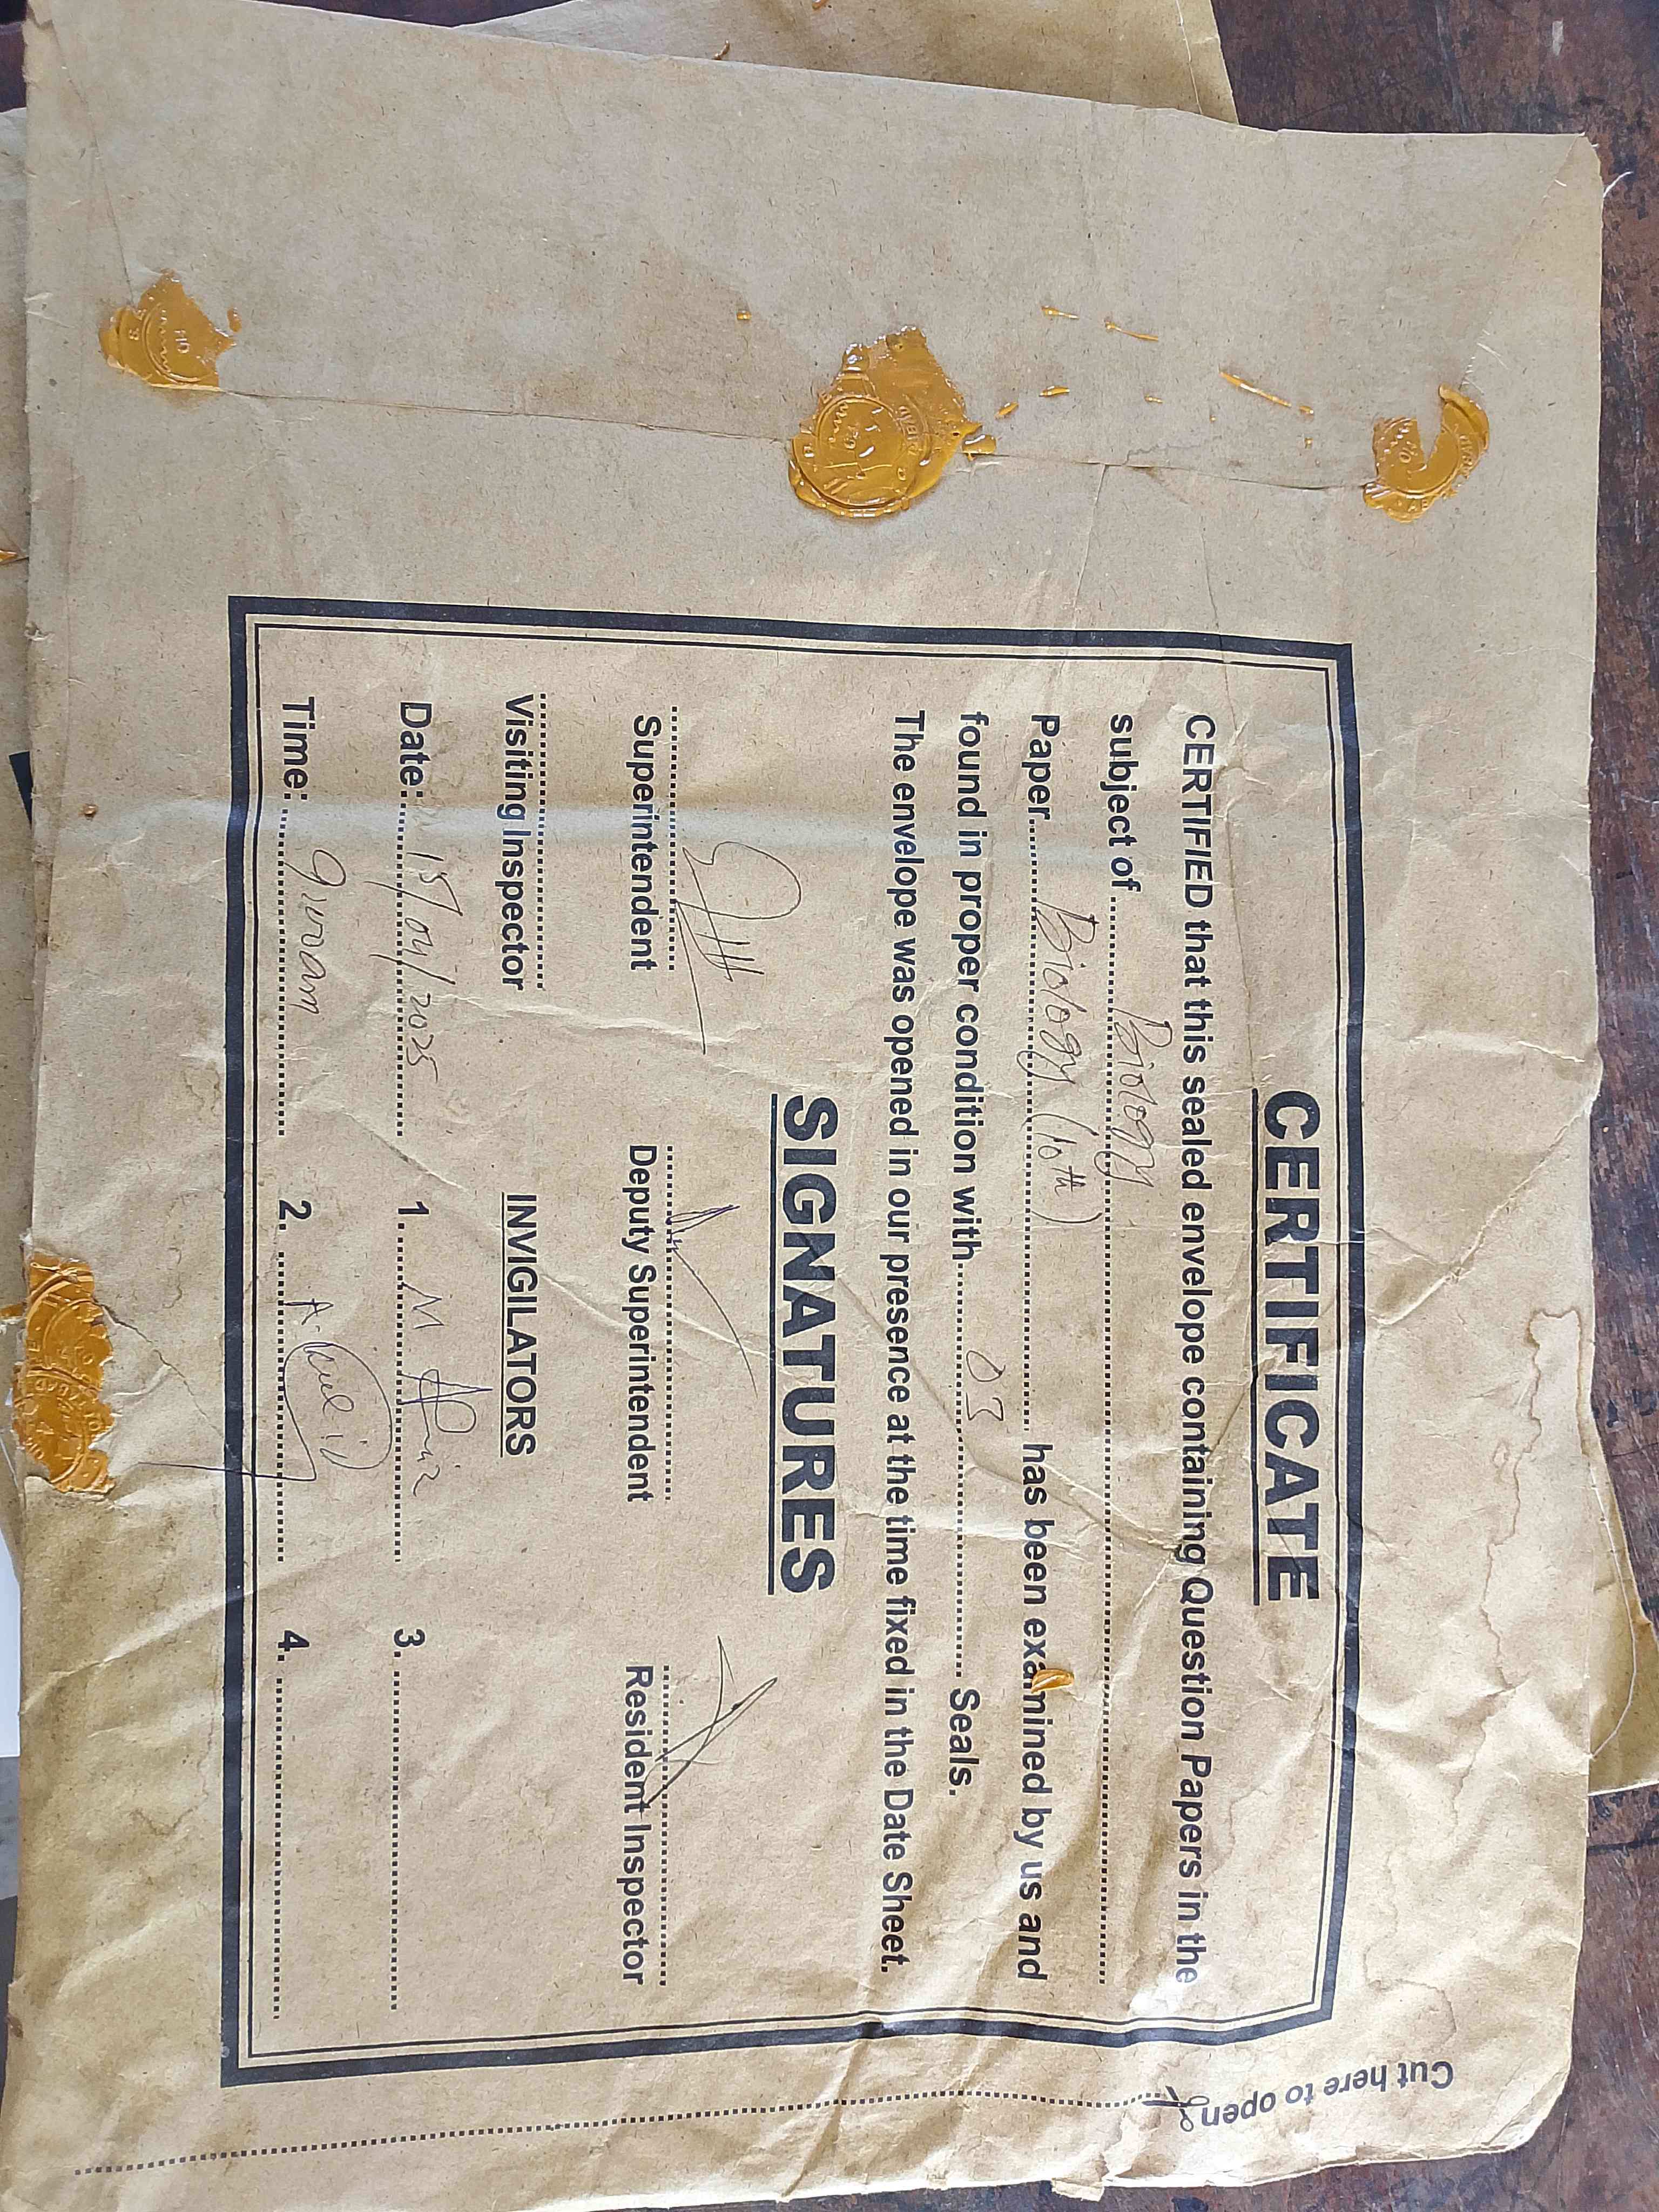 CERTIFICATE
CERTIFIED that this sealed envelope containing Question Papers in the
subject of Biology
Paper Biology (10th) has been examined by us and
found in proper condition with 03 Seals.
The envelope was opened in our presence at the time fixed in the Date Sheet.
SIGNATURES
Superintendent Deputy Superintendent Resident Inspector
Visiting Inspector INVIGILATORS
Date: 15/04/2025 1. M 3.
Time: 9:00am 2. A. 4.
Cut here to open